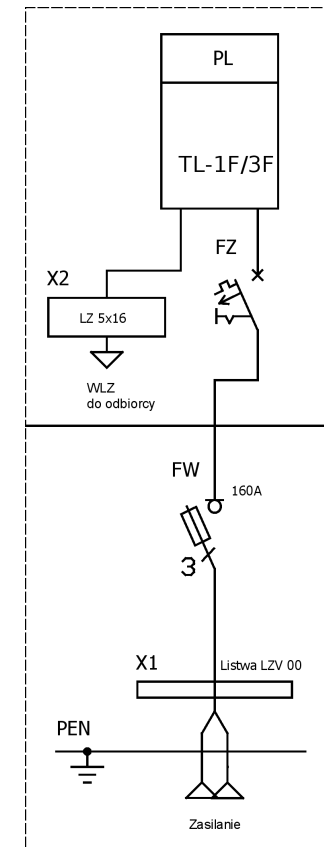 PL
TL-1F/3F
FZ
X2
LZ 5x16
WLZ
do odbiorcy
FW
160A
3
X1
Listwa LZV 00
PEN
Zasilanie